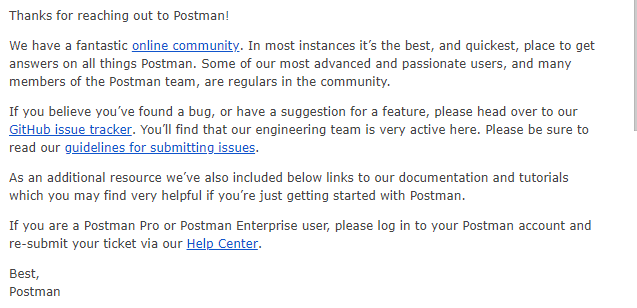 Thanks for reaching out to Postman!
We have a fantastic online community. In most instances it's the best, and quickest, place to get
answers on all things Postman. Some of our most advanced and passionate users, and many
members of the Postman team, are regulars in the community.
If you believe you've found a bug, or have a suggestion for a feature, please head over to our
GitHub issue tracker. You'll find that our engineering team is very active here. Please be sure to
read our guidelines for submitting issues.
As an additional resource we've also included below links to our documentation and tutorials
which you may find very helpful if you're just getting started with Postman.
If you are a Postman Pro or Postman Enterprise user, please log in to your Postman account and
re-submit your ticket via our Help Center.
Best,
Postman